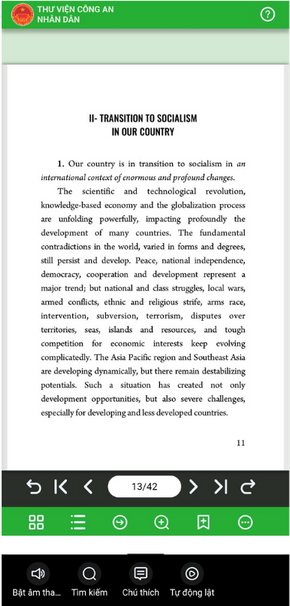 THƯ VIỆN CÔNG AN
NHÂN DÂN
II- TRANSITION TO SOCIALISM
IN OUR COUNTRY
1. Our country is in transition to socialism in an
international context of enormous and profound changes.
The scientific and technological revolution,
knowledge-based economy and the globalization process
are unfolding powerfully, impacting profoundly the
development of many countries. The fundamental
contradictions in the world, varied in forms and degrees,
still persist and develop. Peace, national independence,
democracy, cooperation and development represent a
major trend; but national and class struggles, local wars,
armed conflicts, ethnic and religious strife, arms race,
intervention, subversion, terrorism, disputes over
territories, seas, islands and resources, and tough
competition for economic interests keep evolving
complicatedly. The Asia Pacific region and Southeast Asia
are developing dynamically, but there remain destabilizing
potentials. Such a situation has created not only
development opportunities, but also severe challenges,
especially for developing and less developed countries.
11
13/42
Bật âm tha... Tìm kiếm Chú thích Tự động lật